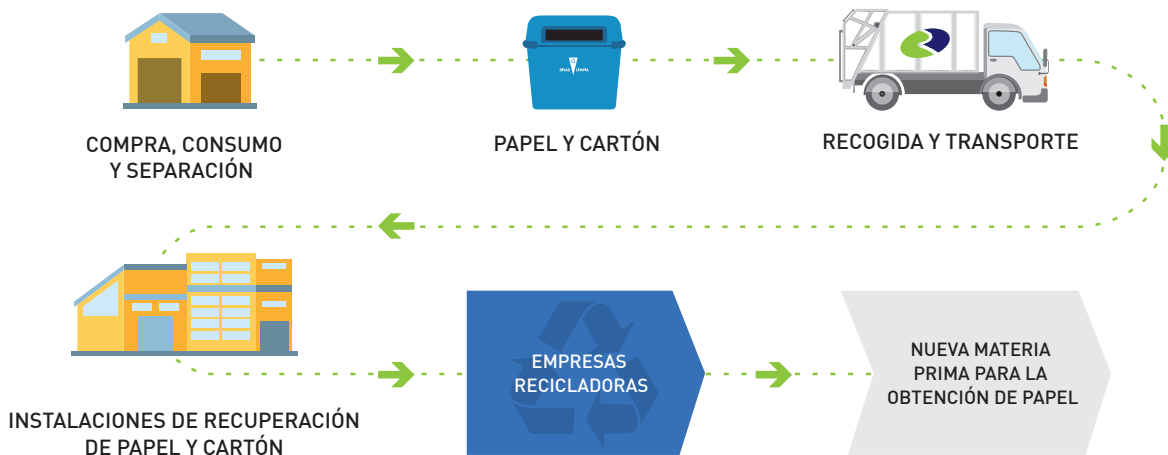 COMPRA, CONSUMO
Y SEPARACIÓN
PAPEL Y CARTÓN
RECOGIDA Y TRANSPORTE
INSTALACIONES DE RECUPERACIÓN
DE PAPEL Y CARTÓN
EMPRESAS
RECICLADORAS
NUEVA MATERIA
PRIMA PARA LA
OBTENCIÓN DE PAPEL